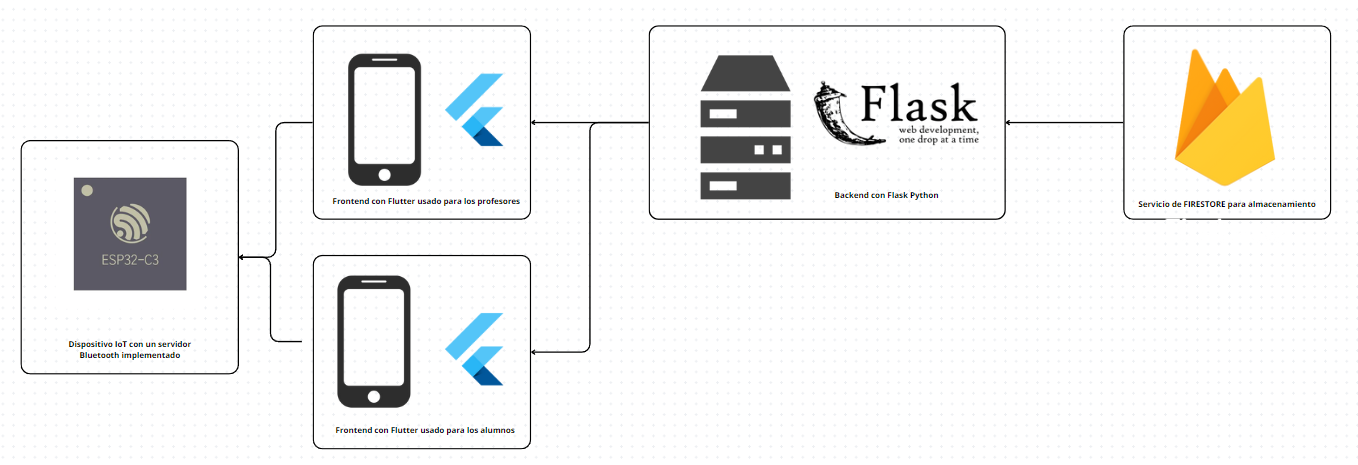 Flask
web development,
one drop at a time
Frontend con Flutter usado para los profesores
Backend con Flask Python
Servicio de FIRESTORE para almacenamiento
ESP32-C3
Dispositivo IoT con un servidor
Bluetooth implementado
Frontend con Flutter usado para los alumnos